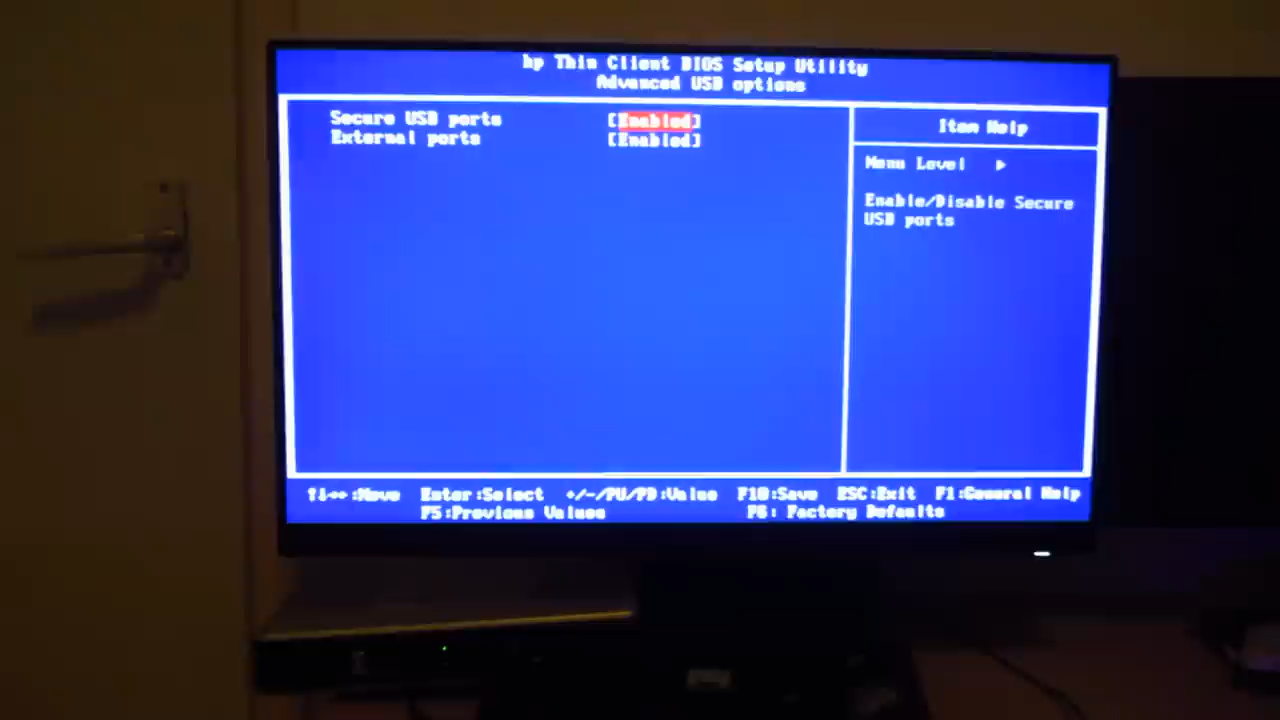 hp Thin Client BIOS Setup Utility
Advanced USB options
Secure USB ports [Enabled]
External ports [Enabled]
Item Help
Menu Level ▶
Enable/Disable Secure
USB ports
↑↓↔:Move Enter:Select +/-/PU/PD:Value F10:Save ESC:Exit F1:General Help
F5:Previous Values F6: Factory Defaults